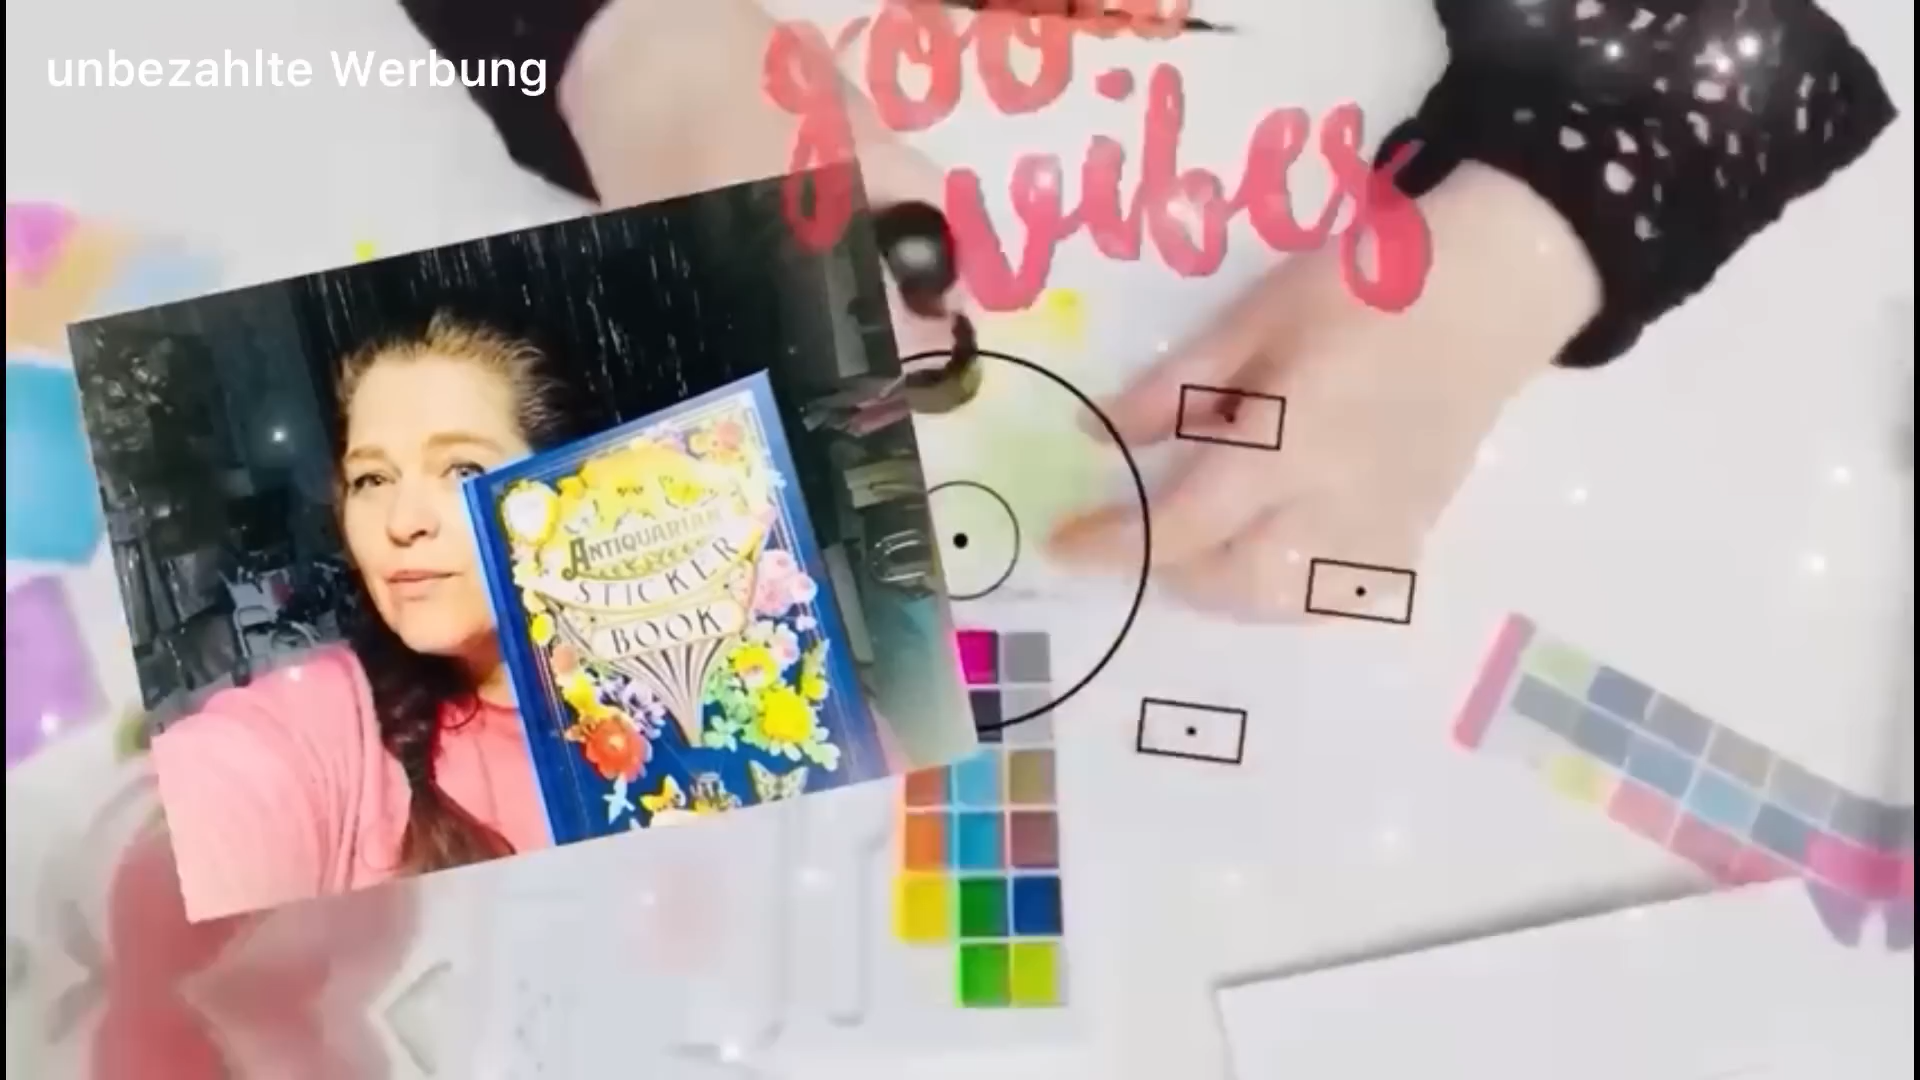 unbezahlte Werbung
good
vibes
ANTIQUARIAN
STICKER
BOOK